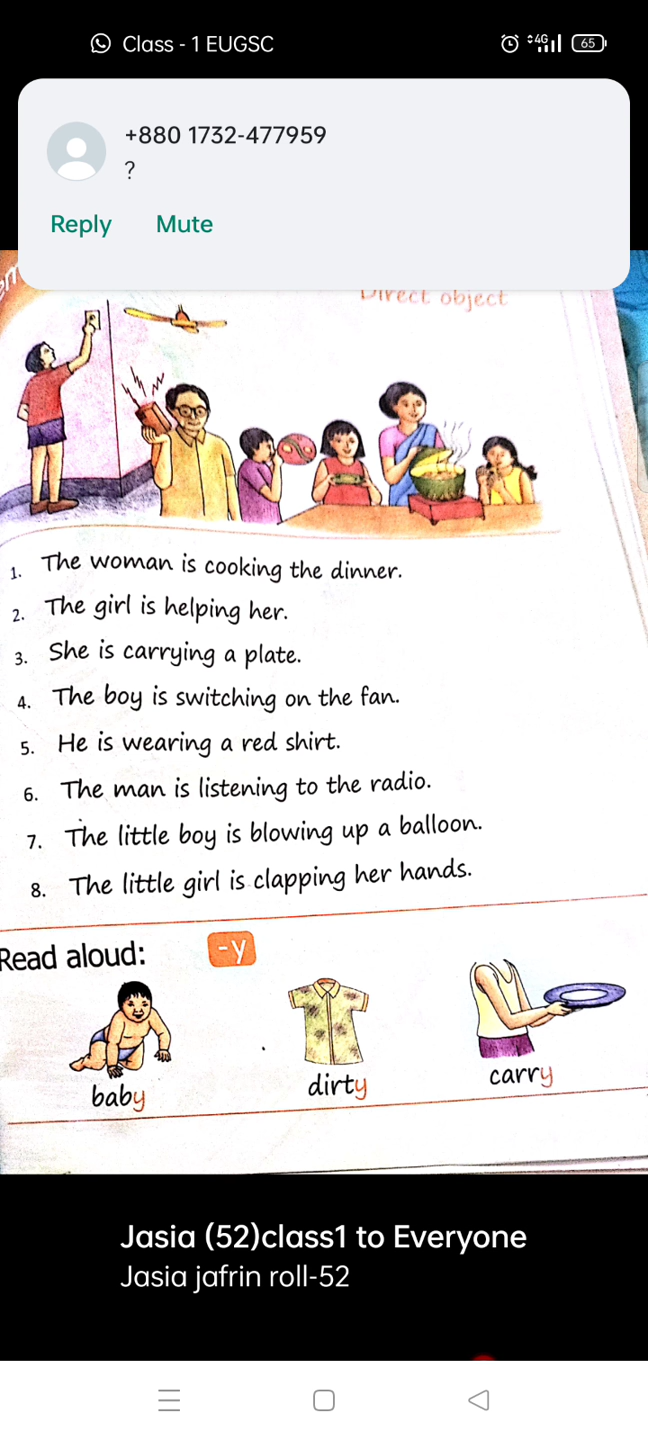 Class - 1 EUGSC
4G
65
+880 1732-477959
?
Reply Mute
Direct object
1. The woman is cooking the dinner.
2. The girl is helping her.
3. She is carrying a plate.
4. The boy is switching on the fan.
5. He is wearing a red shirt.
6. The man is listening to the radio.
7. The little boy is blowing up a balloon.
8. The little girl is clapping her hands.
Read aloud: -y
baby dirty carry
Jasia (52)class1 to Everyone
Jasia jafrin roll-52